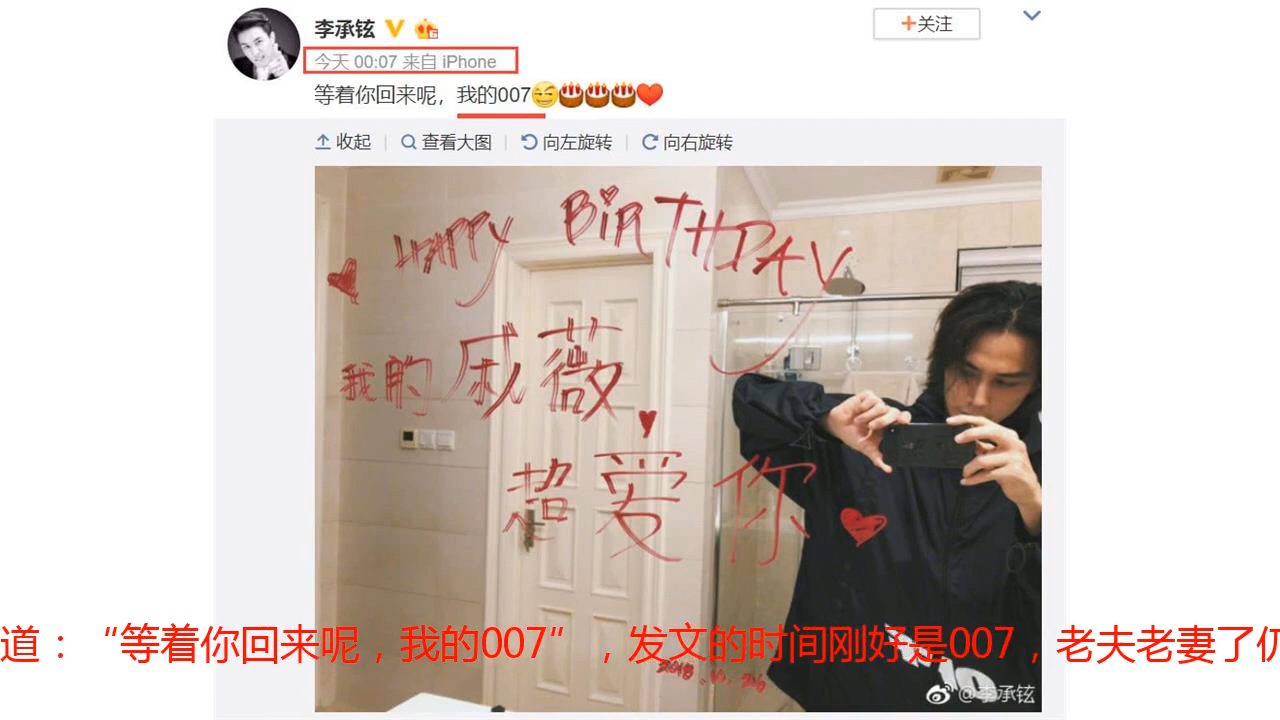 李承铉
+关注
今天 00:07 来自 iPhone
等着你回来呢，我的007
收起 查看大图 向左旋转 向右旋转
HAPPY BIRTHDAY
我的戚薇
超爱你
道：“等着你回来呢，我的007”，发文的时间刚好是007，老夫老妻了仍
@李承铉